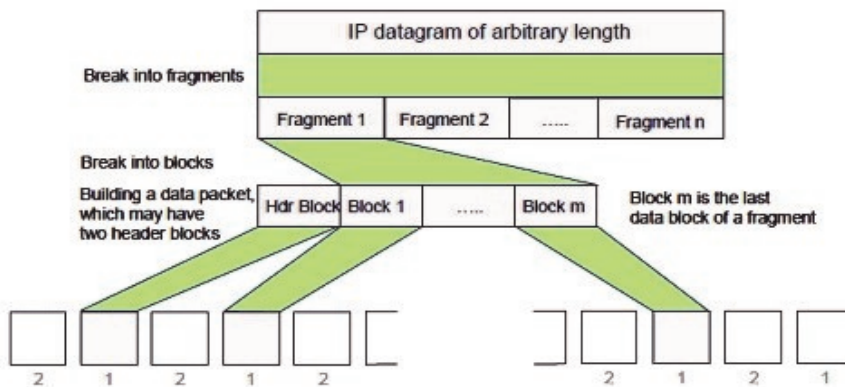 IP datagram of arbitrary length
Break into fragments
Fragment 1 Fragment 2 ..... Fragment n
Break into blocks
Building a data packet,
which may have
two header blocks
Hdr Block Block 1 ..... Block m
Block m is the last
data block of a fragment
2 1 2 1 2 2 1 2 1